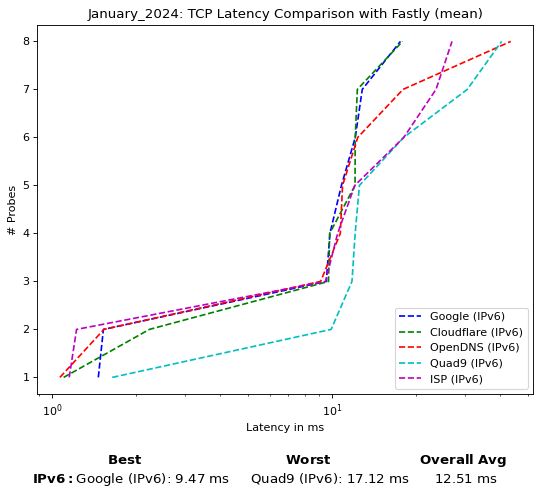 January_2024: TCP Latency Comparison with Fastly (mean)
8
7
6
5
4
3
2
1
# Probes
Google (IPv6)
Cloudflare (IPv6)
OpenDNS (IPv6)
Quad9 (IPv6)
ISP (IPv6)
10⁰ 10¹
Latency in ms
Best Worst Overall Avg
IPv6: Google (IPv6): 9.47 ms Quad9 (IPv6): 17.12 ms 12.51 ms